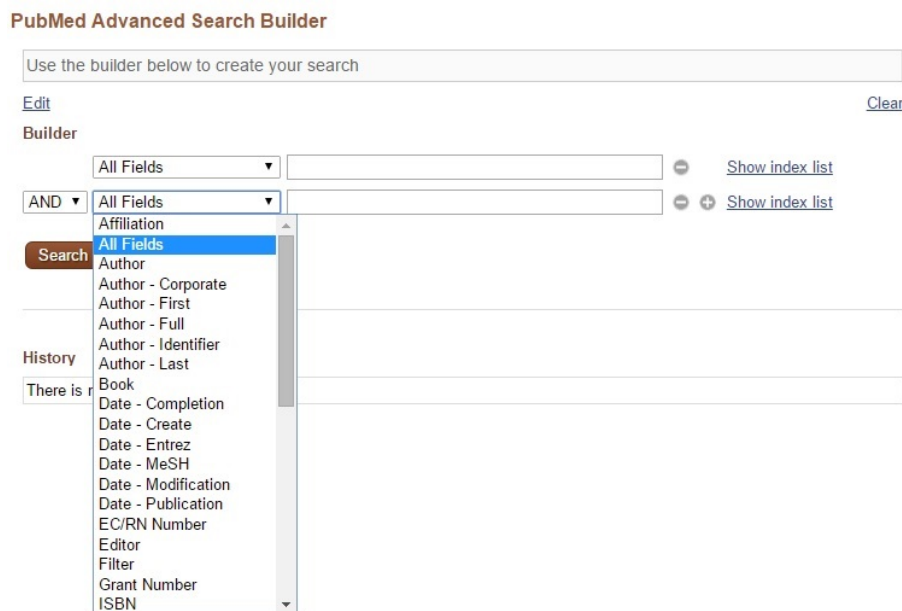 PubMed Advanced Search Builder
Use the builder below to create your search
Edit Clear
Builder
All Fields Show index list
AND All Fields Show index list
Affiliation
All Fields
Search
Author
Author - Corporate
Author - First
Author - Full
Author - Identifier
History
Author - Last
Book
There is
Date - Completion
Date - Create
Date - Entrez
Date - MeSH
Date - Modification
Date - Publication
EC/RN Number
Editor
Filter
Grant Number
ISBN